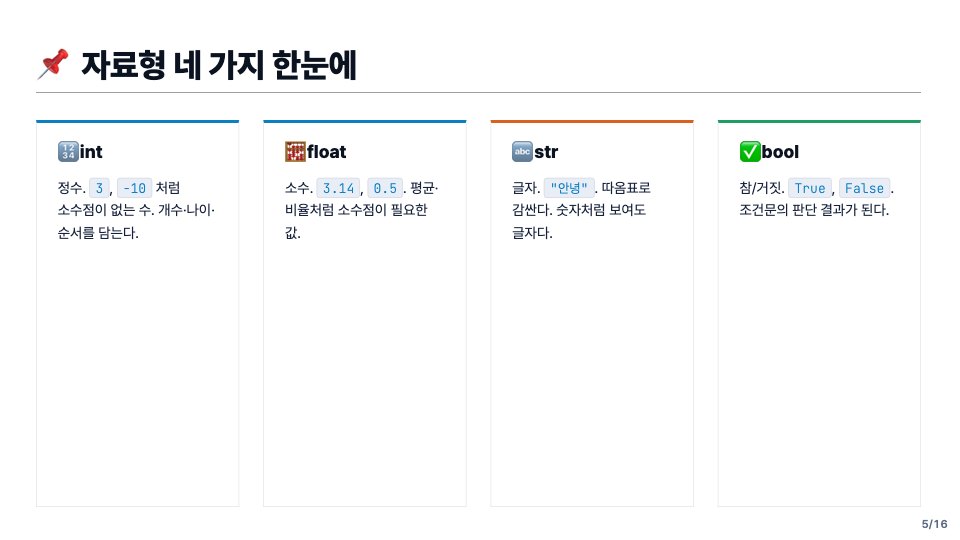 자료형 네 가지 한눈에
int
정수. 3, -10 처럼
소수점이 없는 수. 개수·나이·
순서를 담는다.
float
소수. 3.14, 0.5. 평균·
비율처럼 소수점이 필요한
값.
str
글자. "안녕". 따옴표로
감싼다. 숫자처럼 보여도
글자다.
bool
참/거짓. True, False.
조건문의 판단 결과가 된다.
5/16